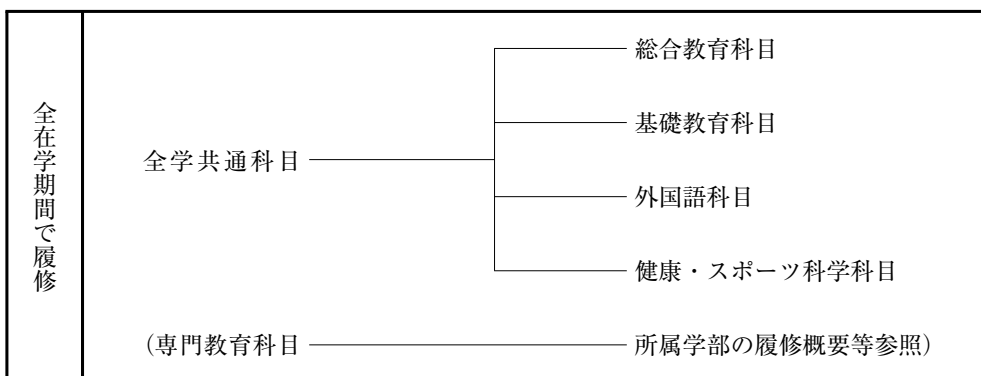 全在学期間で履修
全学共通科目
総合教育科目
基礎教育科目
外国語科目
健康・スポーツ科学科目
(専門教育科目
所属学部の履修概要等参照)